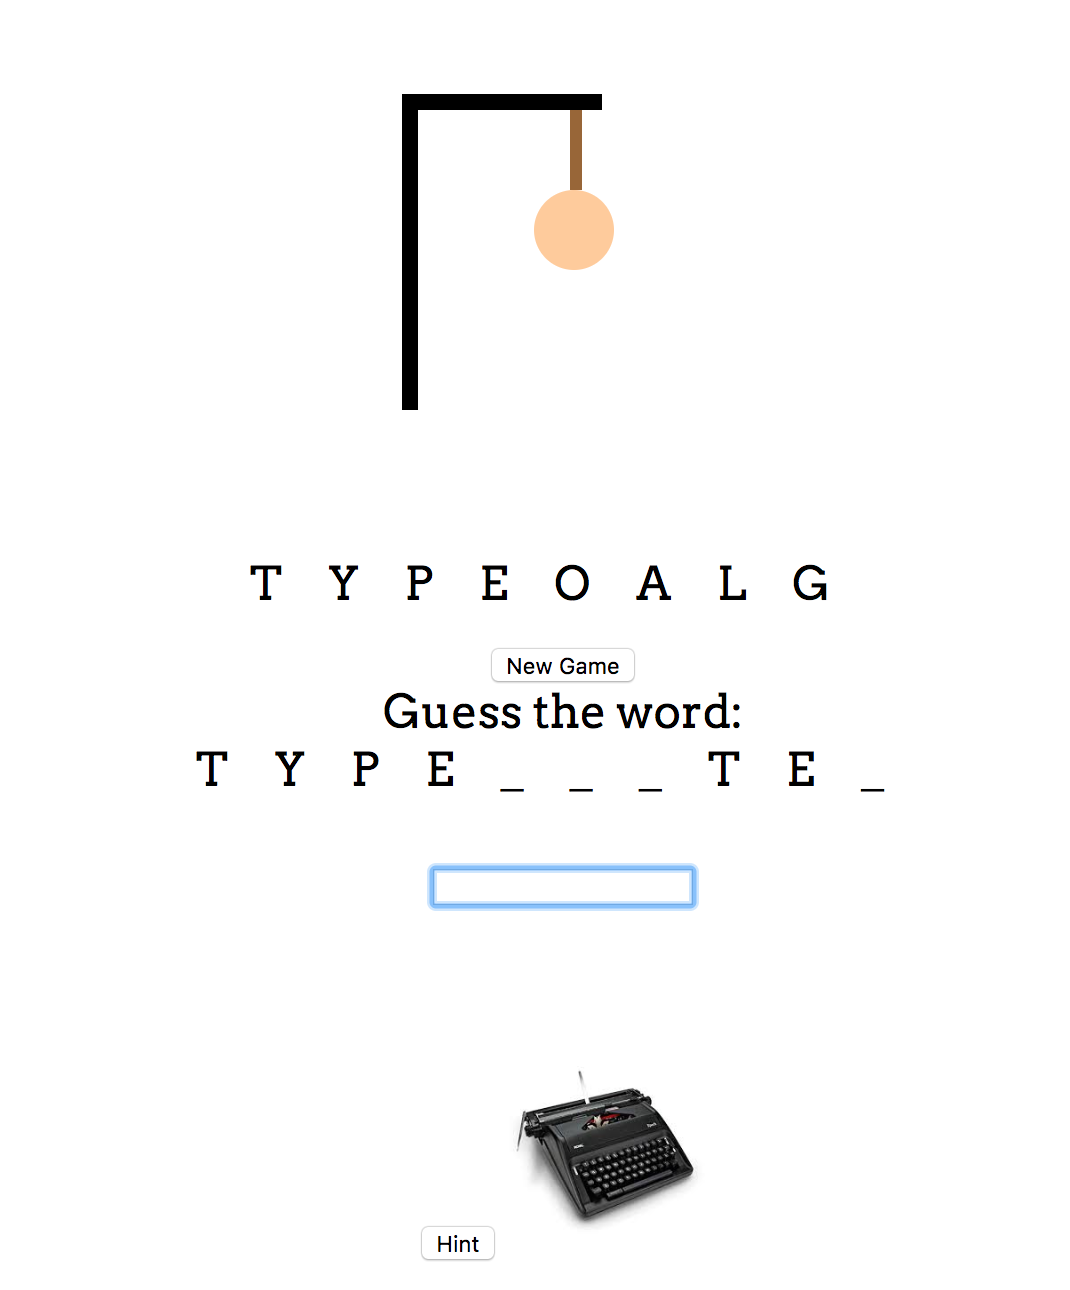 T Y P E O A L G
New Game
Guess the word:
T Y P E _ _ _ T E _
Hint